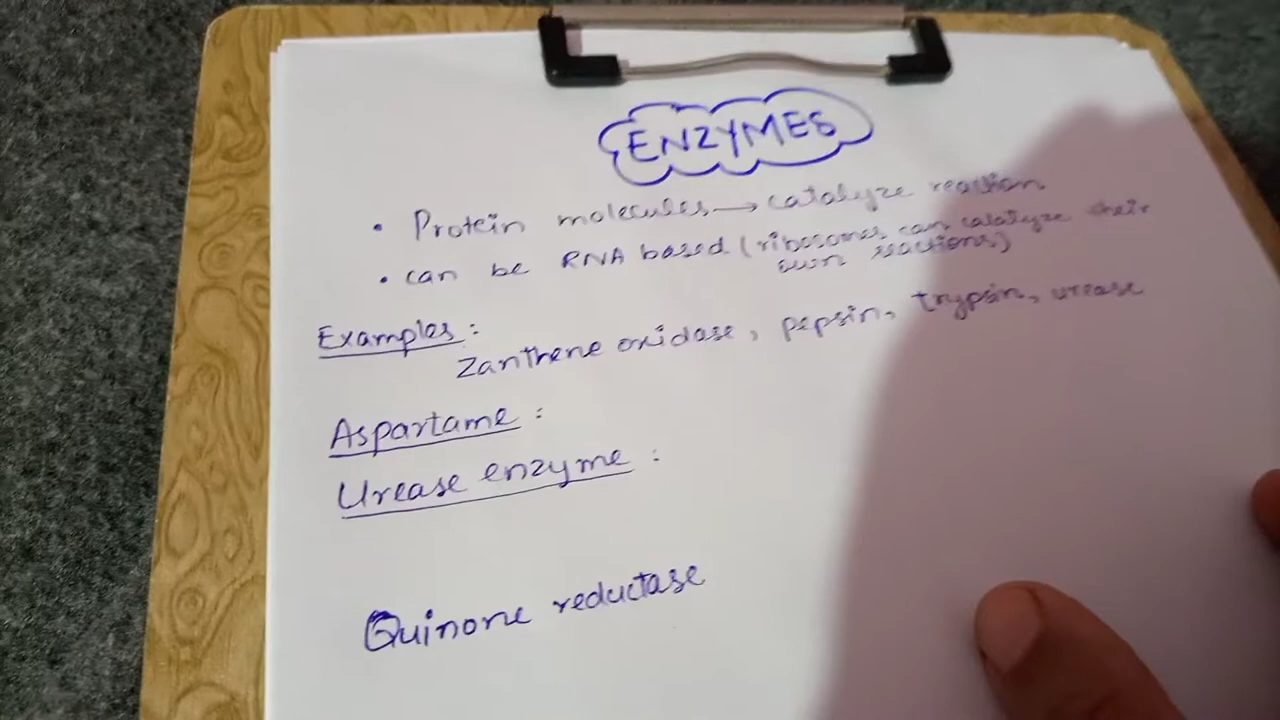 ENZYMES
• Protein molecules → catalyze reaction
• can be RNA based (ribosomes can catalyze their
own reactions)
Examples:
Zanthene oxidase, pepsin, trypsin, urease
Aspartame:
Urease enzyme:
Quinone reductase